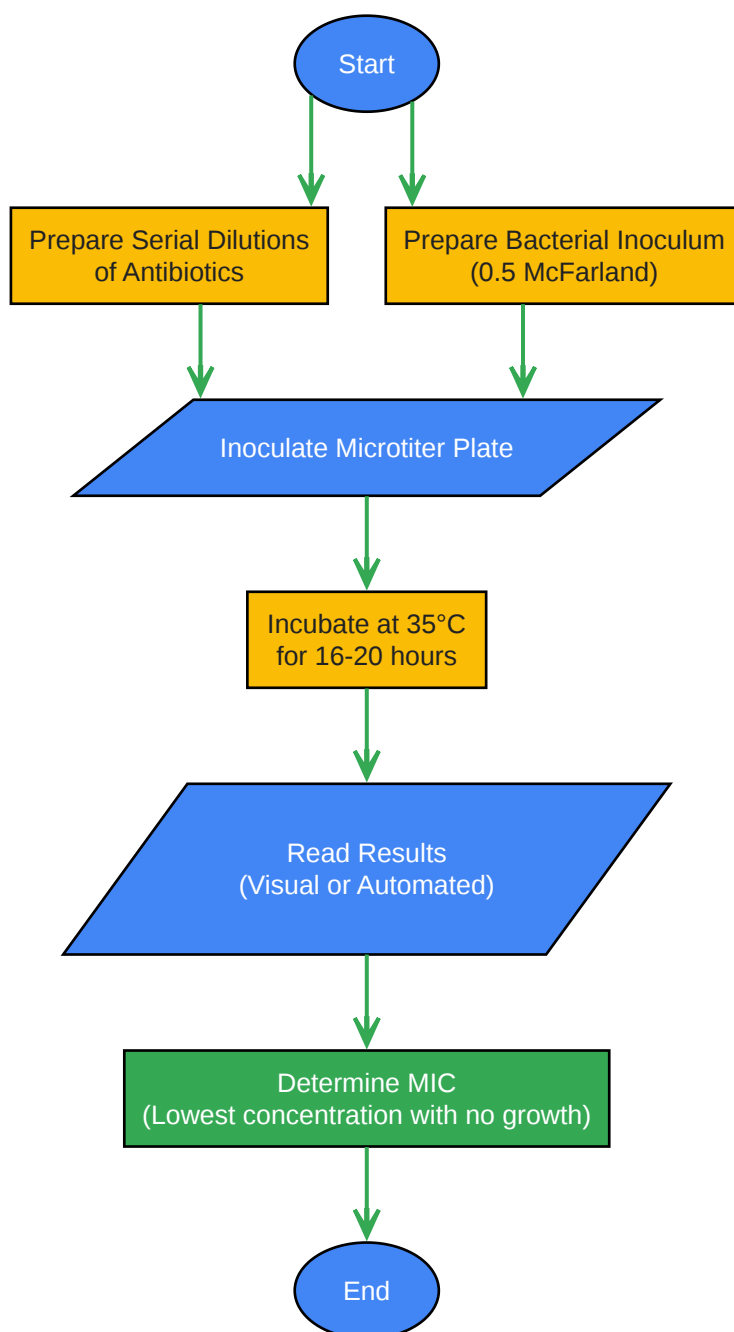 Start
Prepare Serial Dilutions
of Antibiotics
Prepare Bacterial Inoculum
(0.5 McFarland)
Inoculate Microtiter Plate
Incubate at 35°C
for 16-20 hours
Read Results
(Visual or Automated)
Determine MIC
(Lowest concentration with no growth)
End